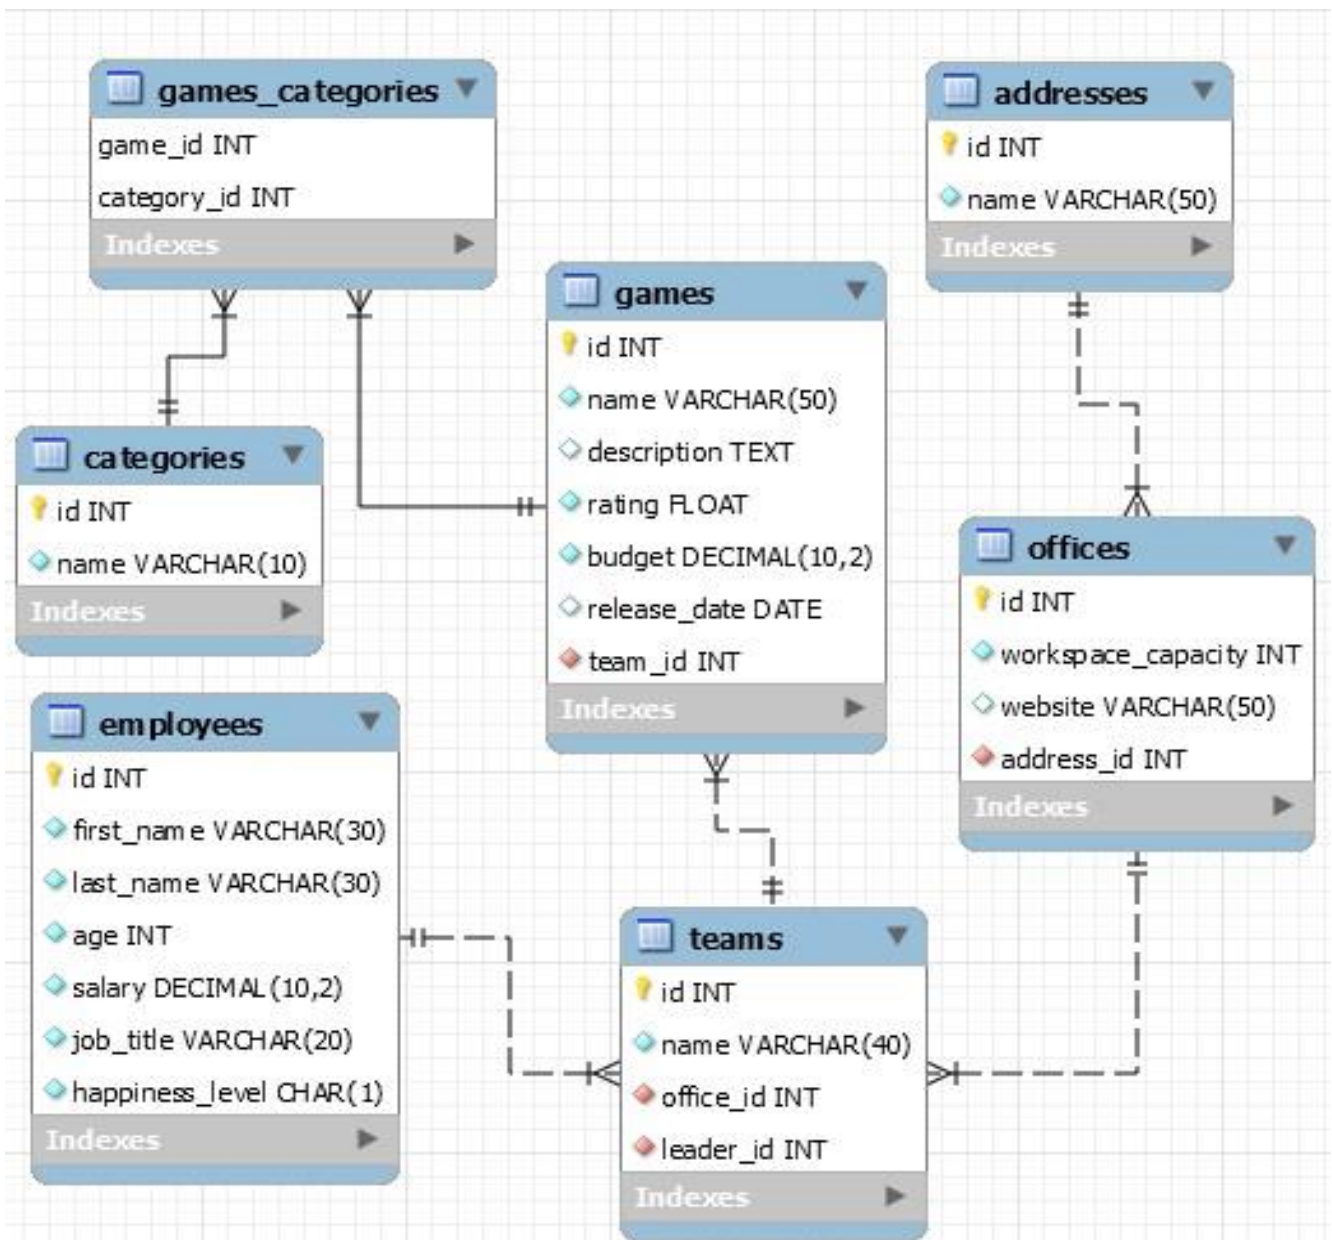 games_categories
game_id INT
category_id INT
Indexes
addresses
id INT
name VARCHAR(50)
Indexes
games
id INT
name VARCHAR(50)
description TEXT
rating FLOAT
budget DECIMAL(10,2)
release_date DATE
team_id INT
Indexes
categories
id INT
name VARCHAR(10)
Indexes
offices
id INT
workspace_capacity INT
website VARCHAR(50)
address_id INT
Indexes
employees
id INT
first_name VARCHAR(30)
last_name VARCHAR(30)
age INT
salary DECIMAL(10,2)
job_title VARCHAR(20)
happiness_level CHAR(1)
Indexes
teams
id INT
name VARCHAR(40)
office_id INT
leader_id INT
Indexes